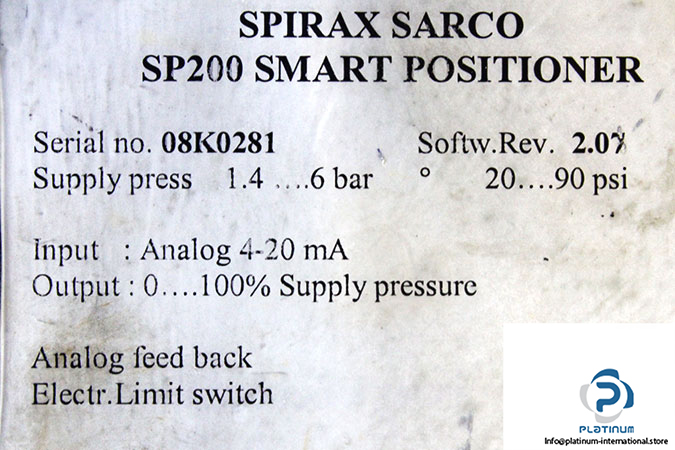 SPIRAX SARCO
SP200 SMART POSITIONER
Serial no. 08K0281 Softw.Rev. 2.07
Supply press 1.4 ....6 bar ° 20....90 psi
Input : Analog 4-20 mA
Output : 0....100% Supply pressure
Analog feed back
Electr.Limit switch
PLATINUM
Info@platinum-international.store